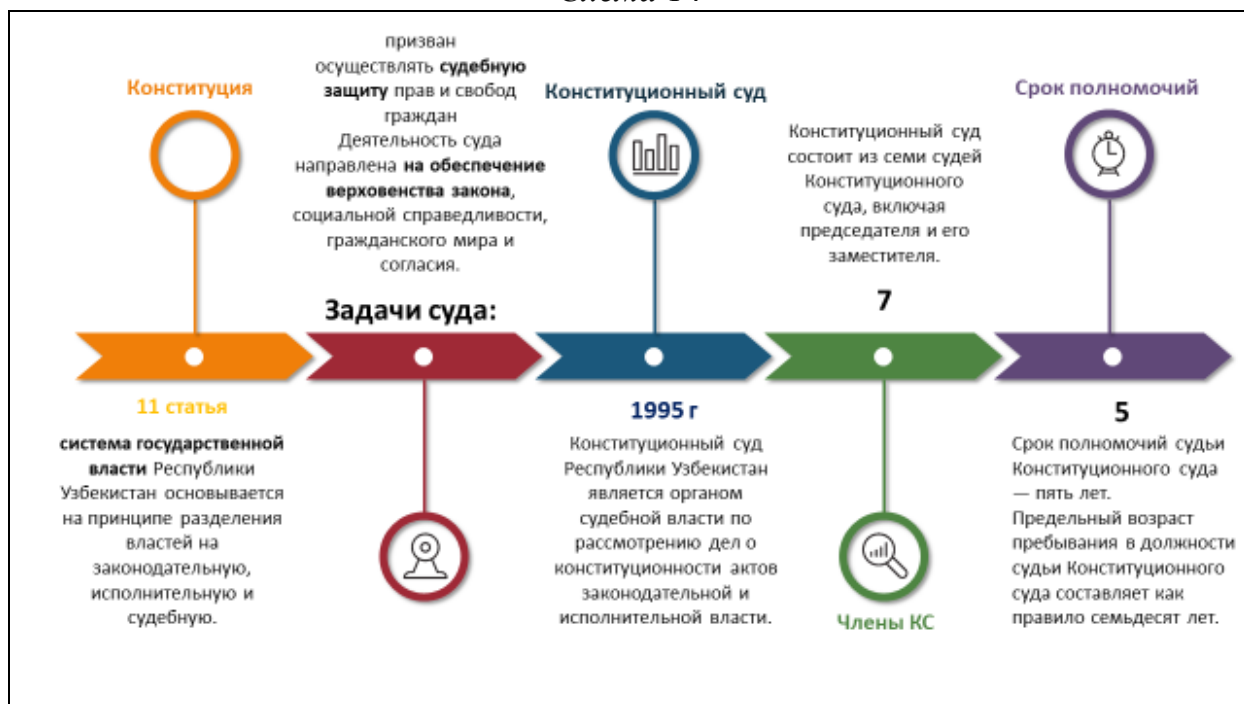 Конституция
11 статья
система государственной
власти Республики
Узбекистан основывается
на принципе разделения
властей на
законодательную,
исполнительную и
судебную.
призван
осуществлять судебную
защиту прав и свобод
граждан
Деятельность суда
направлена на обеспечение
верховенства закона,
социальной справедливости,
гражданского мира и
согласия.
Задачи суда:
Конституционный суд
1995 г
Конституционный суд
Республики Узбекистан
является органом
судебной власти по
рассмотрению дел о
конституционности актов
законодательной и
исполнительной власти.
Конституционный суд
состоит из семи судей
Конституционного
суда, включая
председателя и его
заместителя.
7
Члены КС
Срок полномочий
5
Срок полномочий судьи
Конституционного суда
— пять лет.
Предельный возраст
пребывания в должности
судьи Конституционного
суда составляет как
правило семьдесят лет.